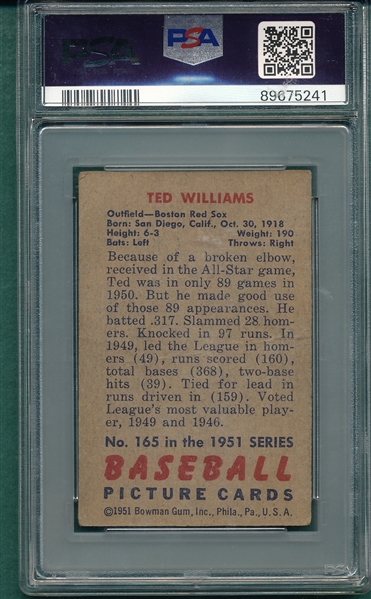 PSA
PSA
89675241
TED WILLIAMS
Outfield—Boston Red Sox
Born: San Diego, Calif., Oct. 30, 1918
Height: 6-3 Weight: 190
Bats: Left Throws: Right
Because of a broken elbow,
received in the All-Star game,
Ted was in only 89 games in
1950. But he made good use
of those 89 appearances. He
batted .317. Slammed 28 hom-
ers. Knocked in 97 runs. In
1949, led the League in hom-
ers (49), runs scored (160),
total bases (368), two-base
hits (39). Tied for lead in
runs driven in (159). Voted
League's most valuable play-
er, 1949 and 1946.
No. 165 in the 1951 SERIES
BASEBALL
PICTURE CARDS
©1951 Bowman Gum, Inc., Phila., Pa., U.S.A.